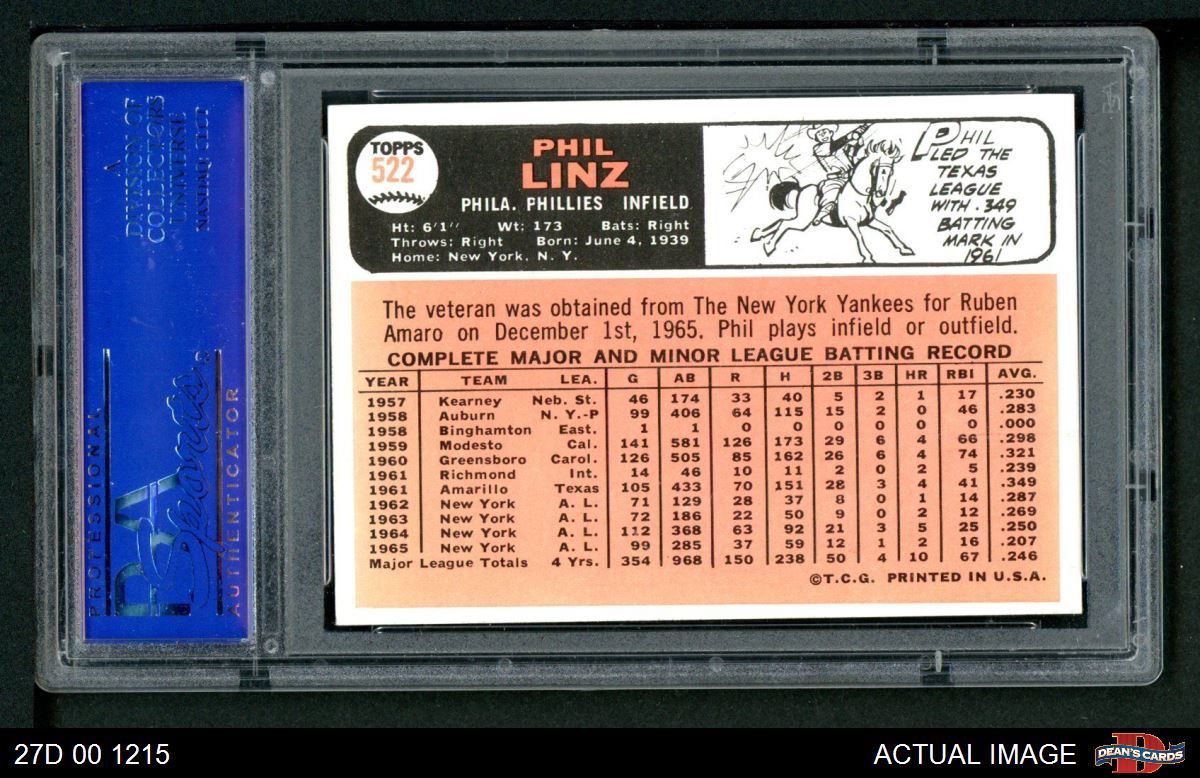 A
DIVISION OF
COLLECTORS
UNIVERSE
NASDAQ: CLCT
PROFESSIONAL
PSA
Sports
AUTHENTICATOR
TOPPS
522
PHIL
LINZ
PHILA. PHILLIES INFIELD
Ht: 6'1" Wt: 173 Bats: Right
Throws: Right Born: June 4, 1939
Home: New York, N. Y.
PHIL
LED THE
TEXAS
LEAGUE
WITH .349
BATTING
MARK IN
1961
The veteran was obtained from The New York Yankees for Ruben
Amaro on December 1st, 1965. Phil plays infield or outfield.
COMPLETE MAJOR AND MINOR LEAGUE BATTING RECORD
YEAR TEAM LEA. G AB R H 2B 3B HR RBI AVG.
1957 Kearney Neb. St. 46 174 33 40 5 2 1 17 .230
1958 Auburn N. Y.-P 99 406 64 115 15 2 0 46 .283
1958 Binghamton East. 1 1 0 0 0 0 0 0 .000
1959 Modesto Cal. 141 581 126 173 29 6 4 66 .298
1960 Greensboro Carol. 126 505 85 162 26 6 4 74 .321
1961 Richmond Int. 14 46 10 11 2 0 2 5 .239
1961 Amarillo Texas 105 433 70 151 28 3 4 41 .349
1962 New York A. L. 71 129 28 37 8 0 1 14 .287
1963 New York A. L. 72 186 22 50 9 0 2 12 .269
1964 New York A. L. 112 368 63 92 21 3 5 25 .250
1965 New York A. L. 99 285 37 59 12 1 2 16 .207
Major League Totals 4 Yrs. 354 968 150 238 50 4 10 67 .246
©T.C.G. PRINTED IN U.S.A.
27D 00 1215
ACTUAL IMAGE
D
DEAN'S CARDS